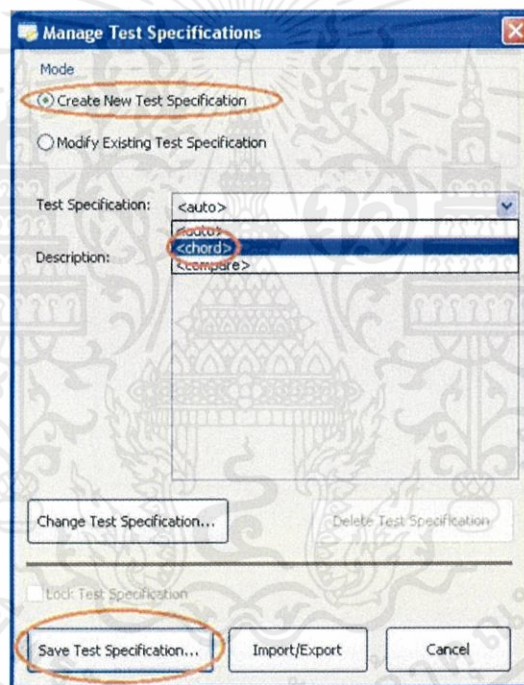 Manage Test Specifications
Mode
Create New Test Specification
Modify Existing Test Specification
Test Specification: <auto>
<auto>
<chord>
Description:
<compare>
Change Test Specification... Delete Test Specification
Lock Test Specification
Save Test Specification... Import/Export Cancel